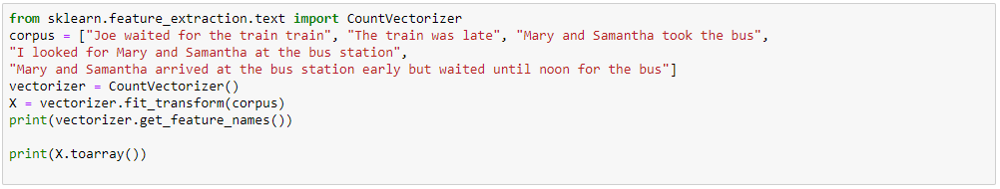 from sklearn.feature_extraction.text import CountVectorizer
corpus = ["Joe waited for the train train", "The train was late", "Mary and Samantha took the bus",
"I looked for Mary and Samantha at the bus station",
"Mary and Samantha arrived at the bus station early but waited until noon for the bus"]
vectorizer = CountVectorizer()
X = vectorizer.fit_transform(corpus)
print(vectorizer.get_feature_names())
print(X.toarray())